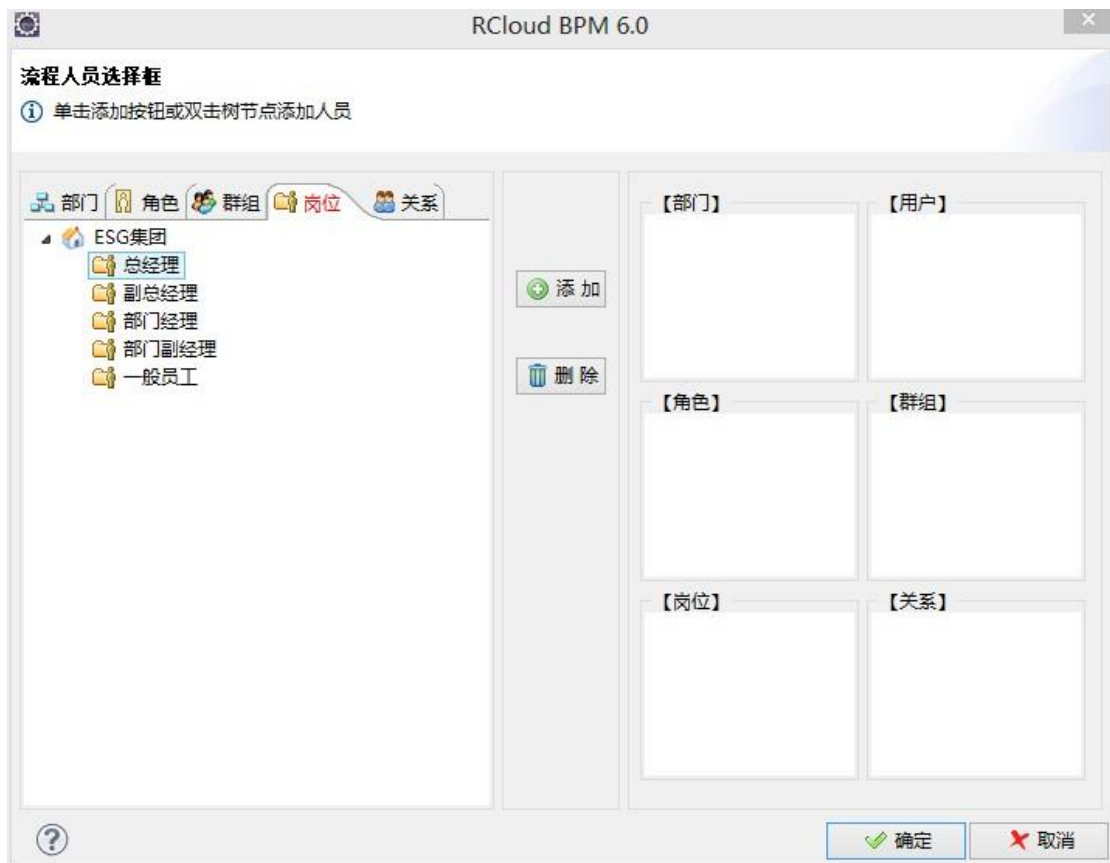 RCloud BPM 6.0
流程人员选择框
单击添加按钮或双击树节点添加人员
部门 角色 群组 岗位 关系
ESG集团
总经理
副总经理
部门经理
部门副经理
一般员工
添 加
删 除
【部门】 【用户】
【角色】 【群组】
【岗位】 【关系】
确定 取消